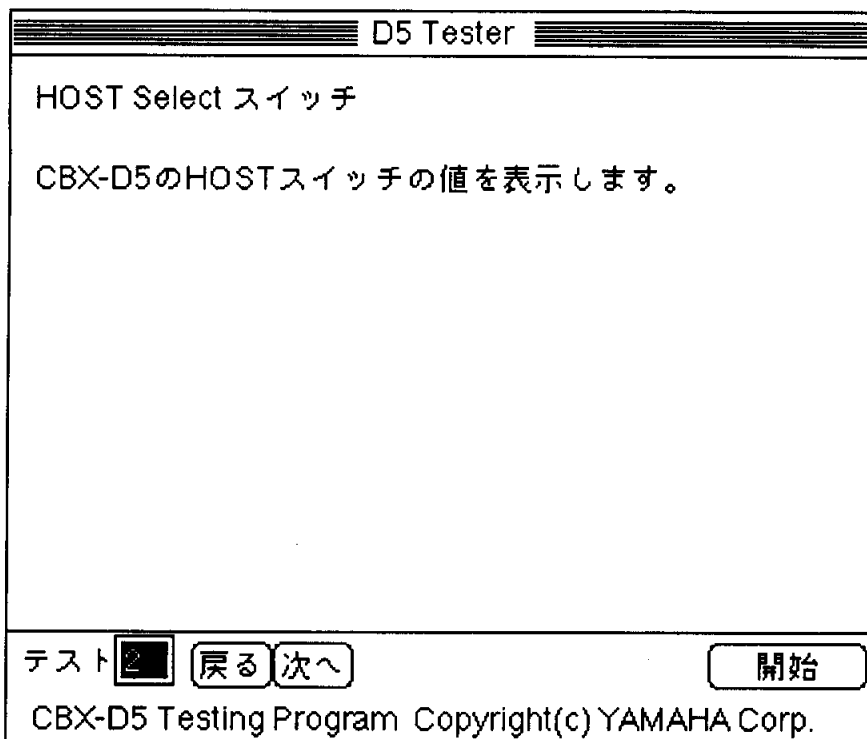 D5 Tester
HOST Select スイッチ
CBX-D5のHOSTスイッチの値を表示します。
テスト 2 戻る 次へ 開始
CBX-D5 Testing Program Copyright(c) YAMAHA Corp.